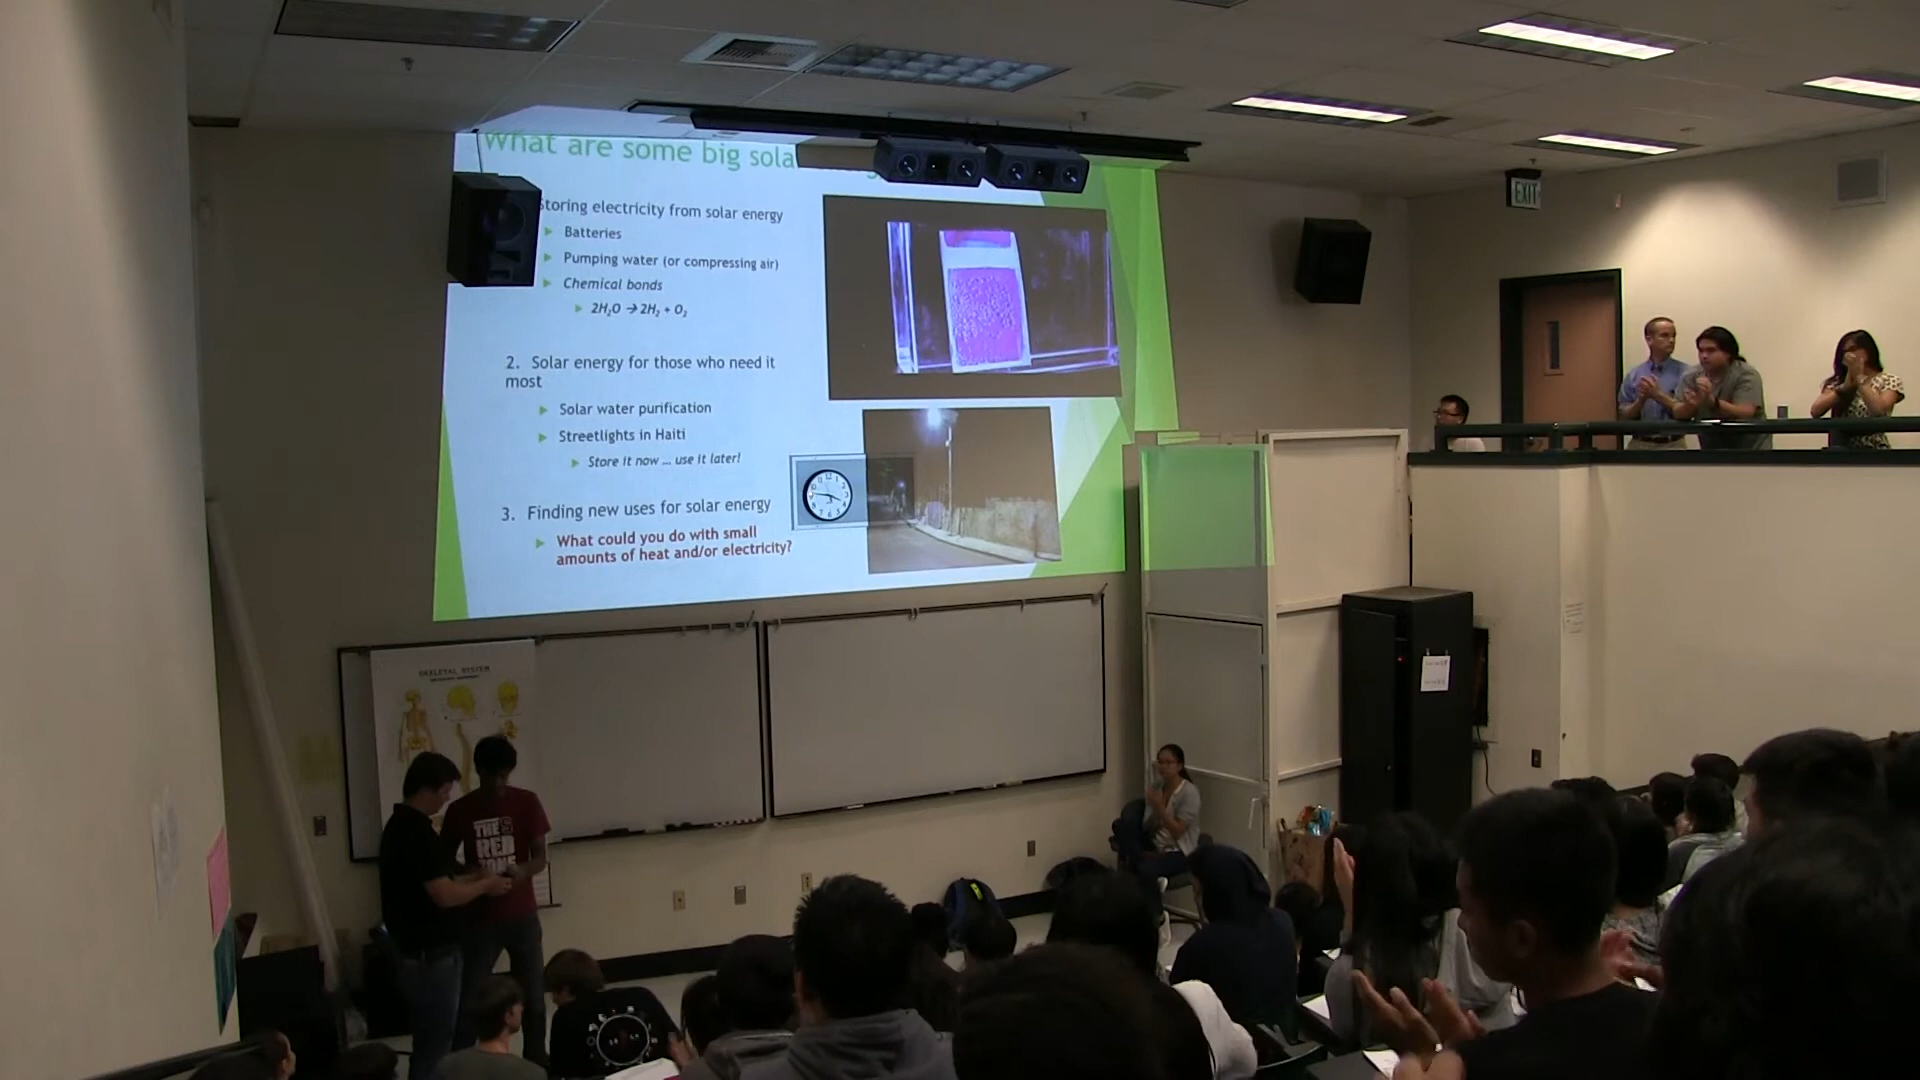 What are some big sola
Storing electricity from solar energy
Batteries
Pumping water (or compressing air)
Chemical bonds
2H₂O → 2H₂ + O₂
2. Solar energy for those who need it
most
Solar water purification
Streetlights in Haiti
Store it now ... use it later!
3. Finding new uses for solar energy
What could you do with small
amounts of heat and/or electricity?
EXIT
SKELETAL SYSTEM
THE
RED
ZONE